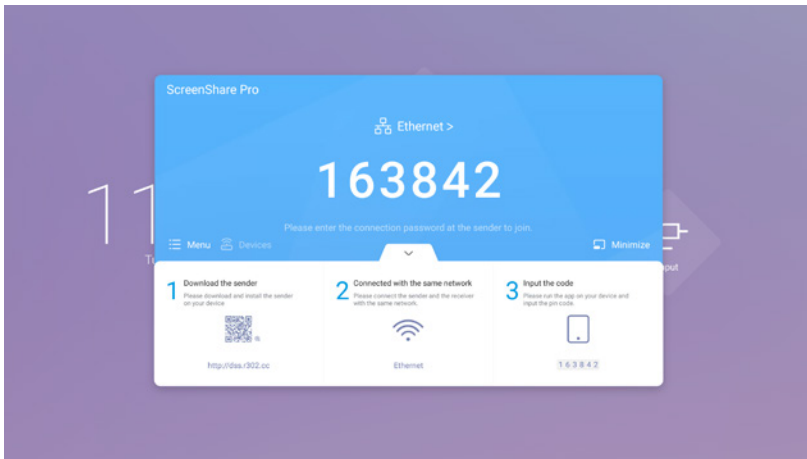 ScreenShare Pro
Ethernet >
163842
Please enter the connection password at the sender to join.
Menu
Devices
Minimize
11
Tu
put
1
Download the sender
Please download and install the sender
on your device
http://dss.r302.cc
2
Connected with the same network
Please connect the sender and the receiver
with the same network.
Ethernet
3
Input the code
Please run the app on your device and
input the pin code.
163842